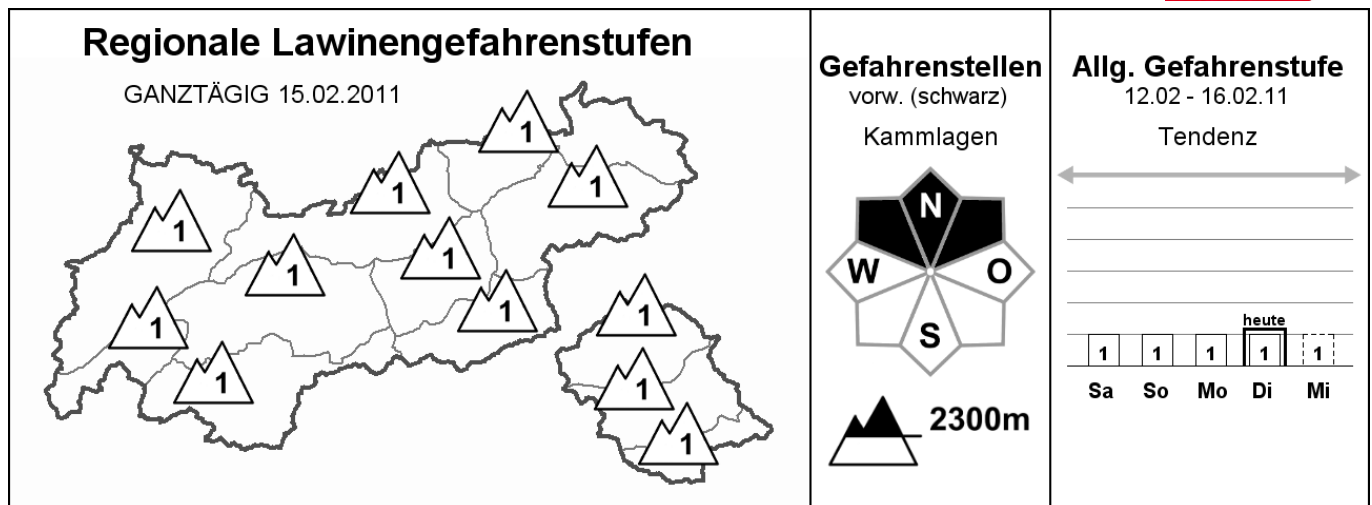 Regionale Lawinengefahrenstufen
GANZTÄGIG 15.02.2011
1
1
1
1
1
1
1
1
1
1
1
1
Gefahrenstellen
vorw. (schwarz)
Kammlagen
N
W O
S
2300m
Allg. Gefahrenstufe
12.02 - 16.02.11
Tendenz
heute
1 1 1 1 1
Sa So Mo Di Mi